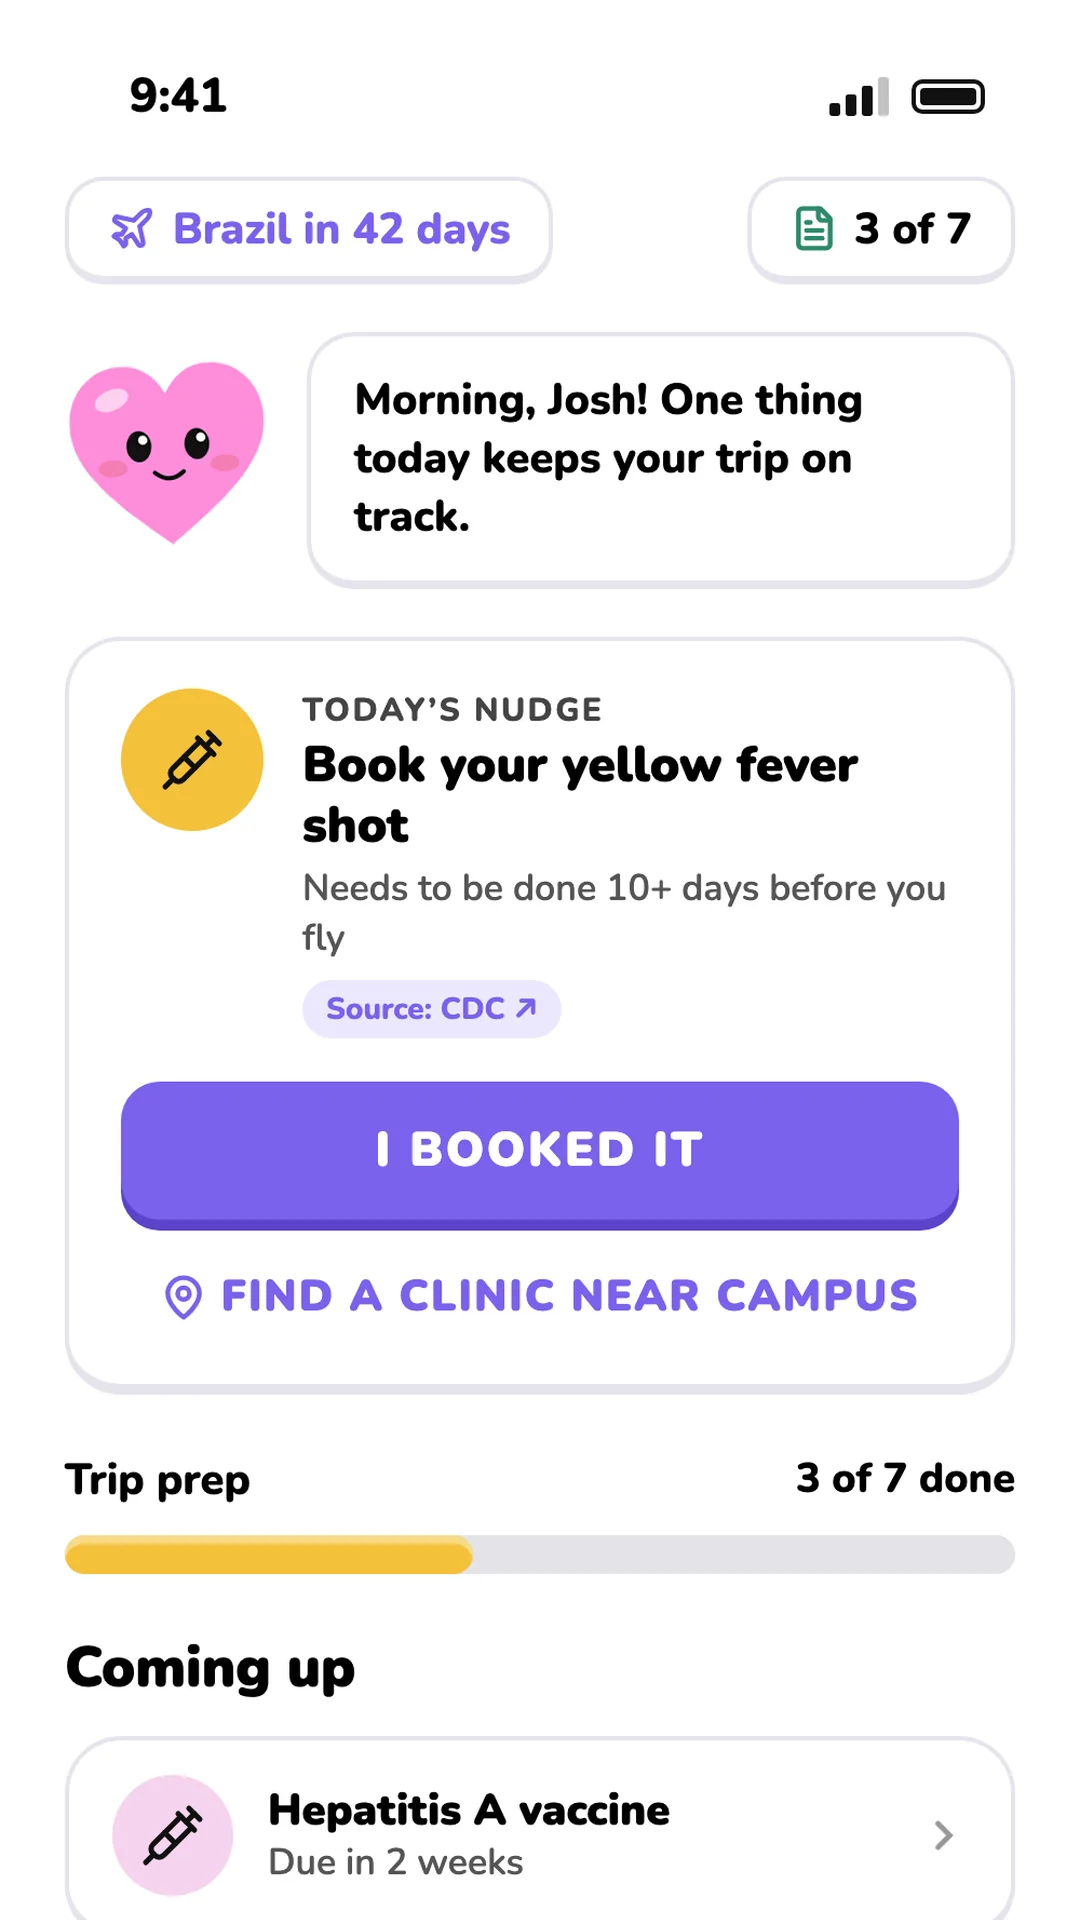 9:41
Brazil in 42 days
3 of 7
Morning, Josh! One thing
today keeps your trip on
track.
TODAY’S NUDGE
Book your yellow fever
shot
Needs to be done 10+ days before you
fly
Source: CDC ↗
I BOOKED IT
FIND A CLINIC NEAR CAMPUS
Trip prep
3 of 7 done
Coming up
Hepatitis A vaccine
Due in 2 weeks